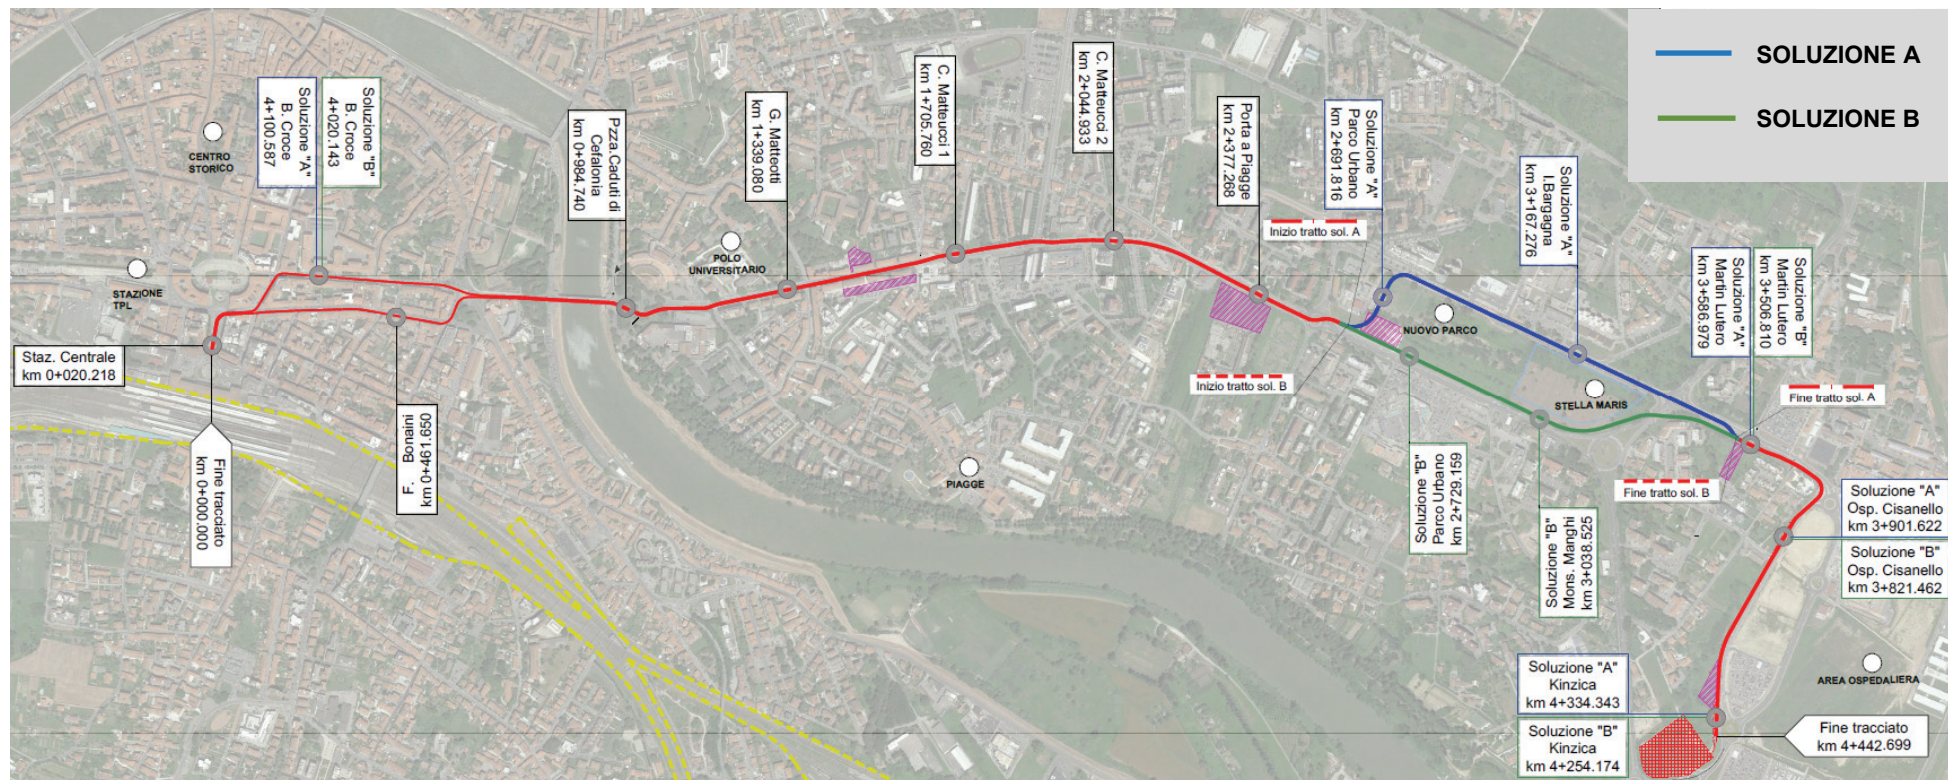 SOLUZIONE A
SOLUZIONE B
CENTRO
STORICO
Soluzione "A"
B. Croce
4+100.587
Soluzione "B"
B. Croce
4+020.143
Pzza.Caduti di
Cefalonia
km 0+984.740
G. Matteotti
km 1+339.080
C. Matteucci 1
km 1+705.760
C. Matteucci 2
km 2+044.933
Porta a Piagge
km 2+377.268
Soluzione "A"
Parco Urbano
km 2+691.816
Soluzione "A"
I.Bargagna
km 3+167.276
Soluzione "A"
Martin Lutero
km 3+586.979
Soluzione "B"
Martin Lutero
km 3+506.810
Inizio tratto sol. A
POLO
UNIVERSITARIO
STAZIONE
TPL
NUOVO PARCO
Staz. Centrale
km 0+020.218
Inizio tratto sol. B
STELLA MARIS
Fine tratto sol. A
F. Bonaini
km 0+461.650
Fine tracciato
km 0+000.000
PIAGGE
Soluzione "B"
Parco Urbano
km 2+729.159
Soluzione "B"
Mons. Manghi
km 3+038.525
Fine tratto sol. B
Soluzione "A"
Osp. Cisanello
km 3+901.622
Soluzione "B"
Osp. Cisanello
km 3+821.462
Soluzione "A"
Kinzica
km 4+334.343
Soluzione "B"
Kinzica
km 4+254.174
AREA OSPEDALIERA
Fine tracciato
km 4+442.699